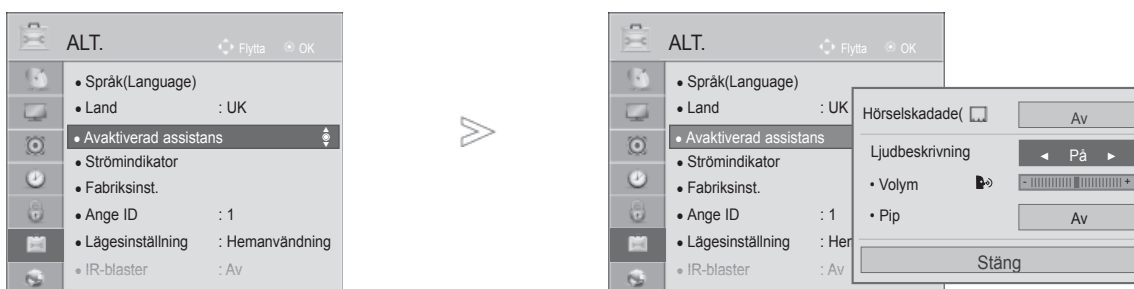 ALT. Flytta OK
• Språk(Language)
• Land : UK
• Avaktiverad assistans
• Strömindikator
• Fabriksinst.
• Ange ID : 1
• Lägesinställning : Hemanvändning
• IR-blaster : Av
ALT. Flytta OK
• Språk(Language)
• Land : UK
• Avaktiverad assistans
• Strömindikator
• Fabriksinst.
• Ange ID : 1
• Lägesinställning : Her
• IR-blaster : Av
Hörselskadade( Av
Ljudbeskrivning ◄ På ►
• Volym - +
• Pip Av
Stäng